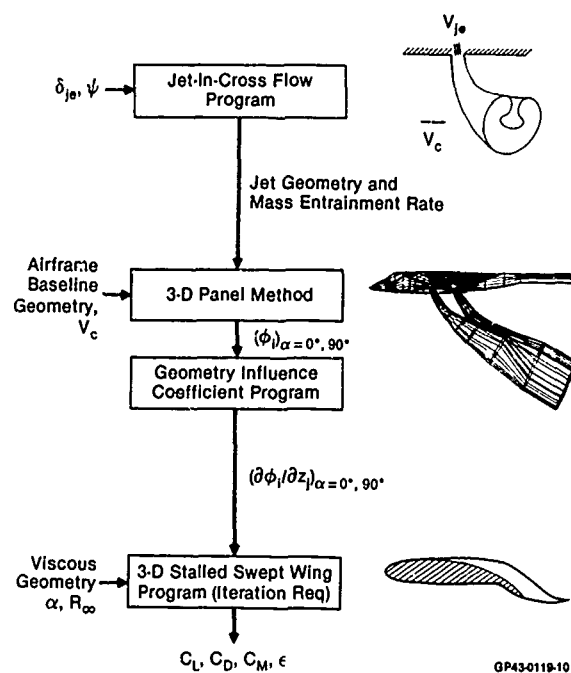 V_je
δ_je, ψ
Jet-In-Cross Flow
Program
V_c
Jet Geometry and
Mass Entrainment Rate
Airframe
Baseline
Geometry,
V_c
3-D Panel Method
(ϕ_i)_α = 0°, 90°
Geometry Influence
Coefficient Program
(∂ϕ_i/∂z_j)_α = 0°, 90°
Viscous
Geometry
α, R_∞
3-D Stalled Swept Wing
Program (Iteration Req)
C_L, C_D, C_M, ϵ
GP43-0119-10